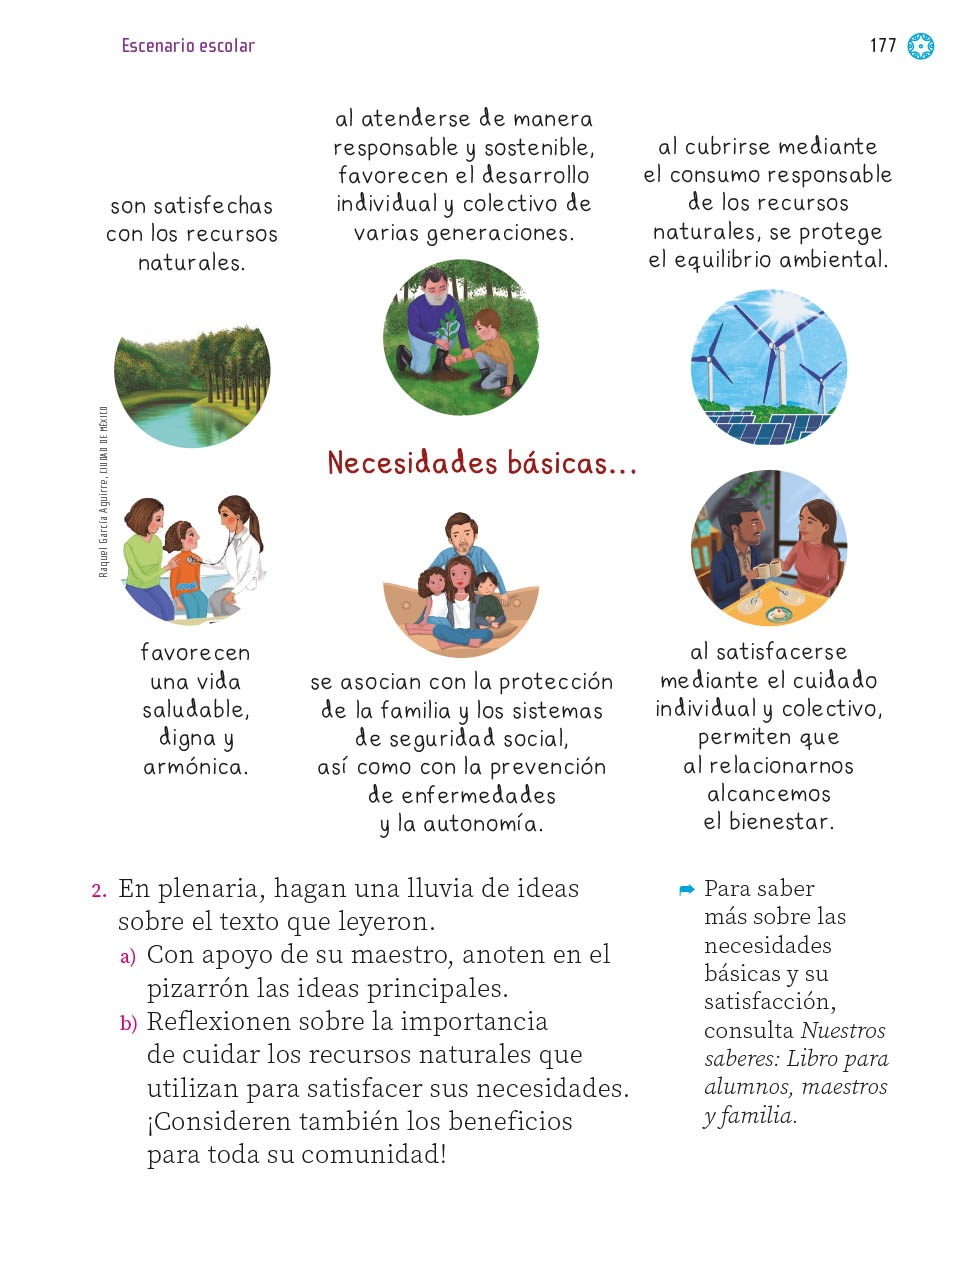 Escenario escolar
177
al atenderse de manera
responsable y sostenible,
favorecen el desarrollo
individual y colectivo de
varias generaciones.
al cubrirse mediante
el consumo responsable
de los recursos
naturales, se protege
el equilibrio ambiental.
son satisfechas
con los recursos
naturales.
Raquel García Aguirre, CIUDAD DE MÉXICO
Necesidades básicas...
favorecen
una vida
saludable,
digna y
armónica.
se asocian con la protección
de la familia y los sistemas
de seguridad social,
así como con la prevención
de enfermedades
y la autonomía.
al satisfacerse
mediante el cuidado
individual y colectivo,
permiten que
al relacionarnos
alcancemos
el bienestar.
2. En plenaria, hagan una lluvia de ideas
sobre el texto que leyeron.
a) Con apoyo de su maestro, anoten en el
pizarrón las ideas principales.
b) Reflexionen sobre la importancia
de cuidar los recursos naturales que
utilizan para satisfacer sus necesidades.
¡Consideren también los beneficios
para toda su comunidad!
Para saber
más sobre las
necesidades
básicas y su
satisfacción,
consulta Nuestros
saberes: Libro para
alumnos, maestros
y familia.